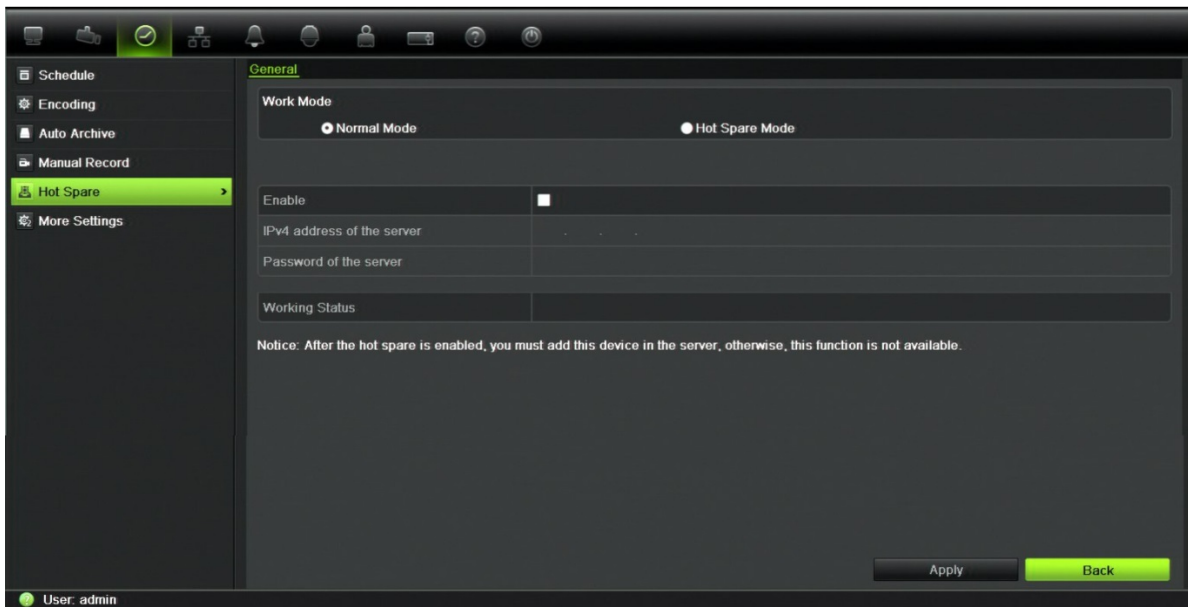 Schedule
Encoding
Auto Archive
Manual Record
Hot Spare
More Settings
General
Work Mode
Normal Mode Hot Spare Mode
Enable
IPv4 address of the server . . .
Password of the server
Working Status
Notice: After the hot spare is enabled, you must add this device in the server, otherwise, this function is not available.
Apply Back
User: admin